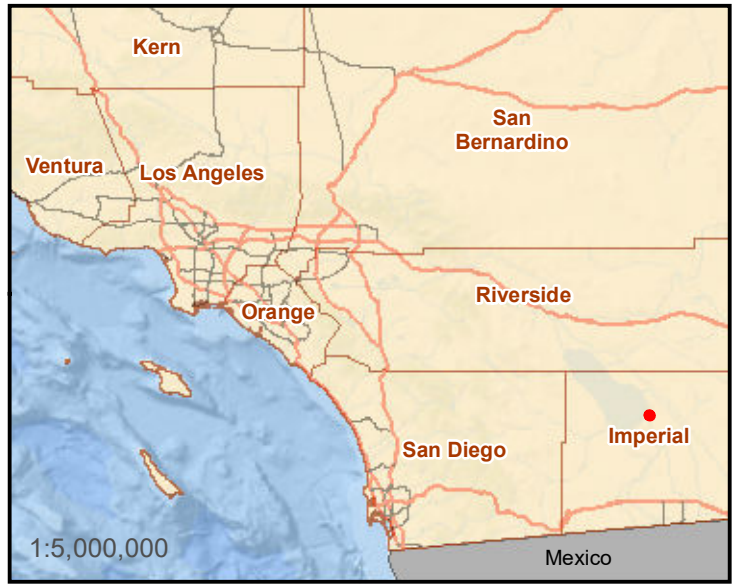 Kern
San
Bernardino
Ventura
Los Angeles
Riverside
Orange
Imperial
San Diego
1:5,000,000
Mexico